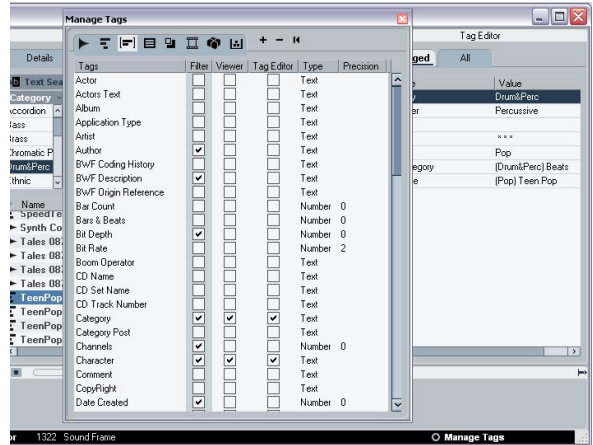 Manage Tags
Tag Editor
Details
ged All
Text Sea
Tags Filter Viewer Tag Editor Type Precision
Value
Category
Actor Text
Drum&Perc
Accordion
Actors Text Text
Percussive
Bass
Album Text
Brass
Application Type Text
Chromatic P
Artist Text
Drum&Perc
Author Text
Pop
Ethnic
BWF Coding History Text
egory (Drum&Perc) Beats
BWF Description Text
(Pop) Teen Pop
BWF Origin Reference Text
Name
Bar Count Number 0
SpeedTe
Bars & Beats Number 0
Synth Co
Bit Depth Number 0
Tales 087
Bit Rate Number 2
Tales 087
Boom Operator Text
Tales 087
CD Name Text
TeenPop
CD Set Name Text
TeenPop
CD Track Number Text
TeenPop
Category Text
TeenPop
Category Post Text
Channels Number 0
Character Text
Comment Text
CopyRight Text
Date Created Number 0
or 1322 Sound Frame
Manage Tags